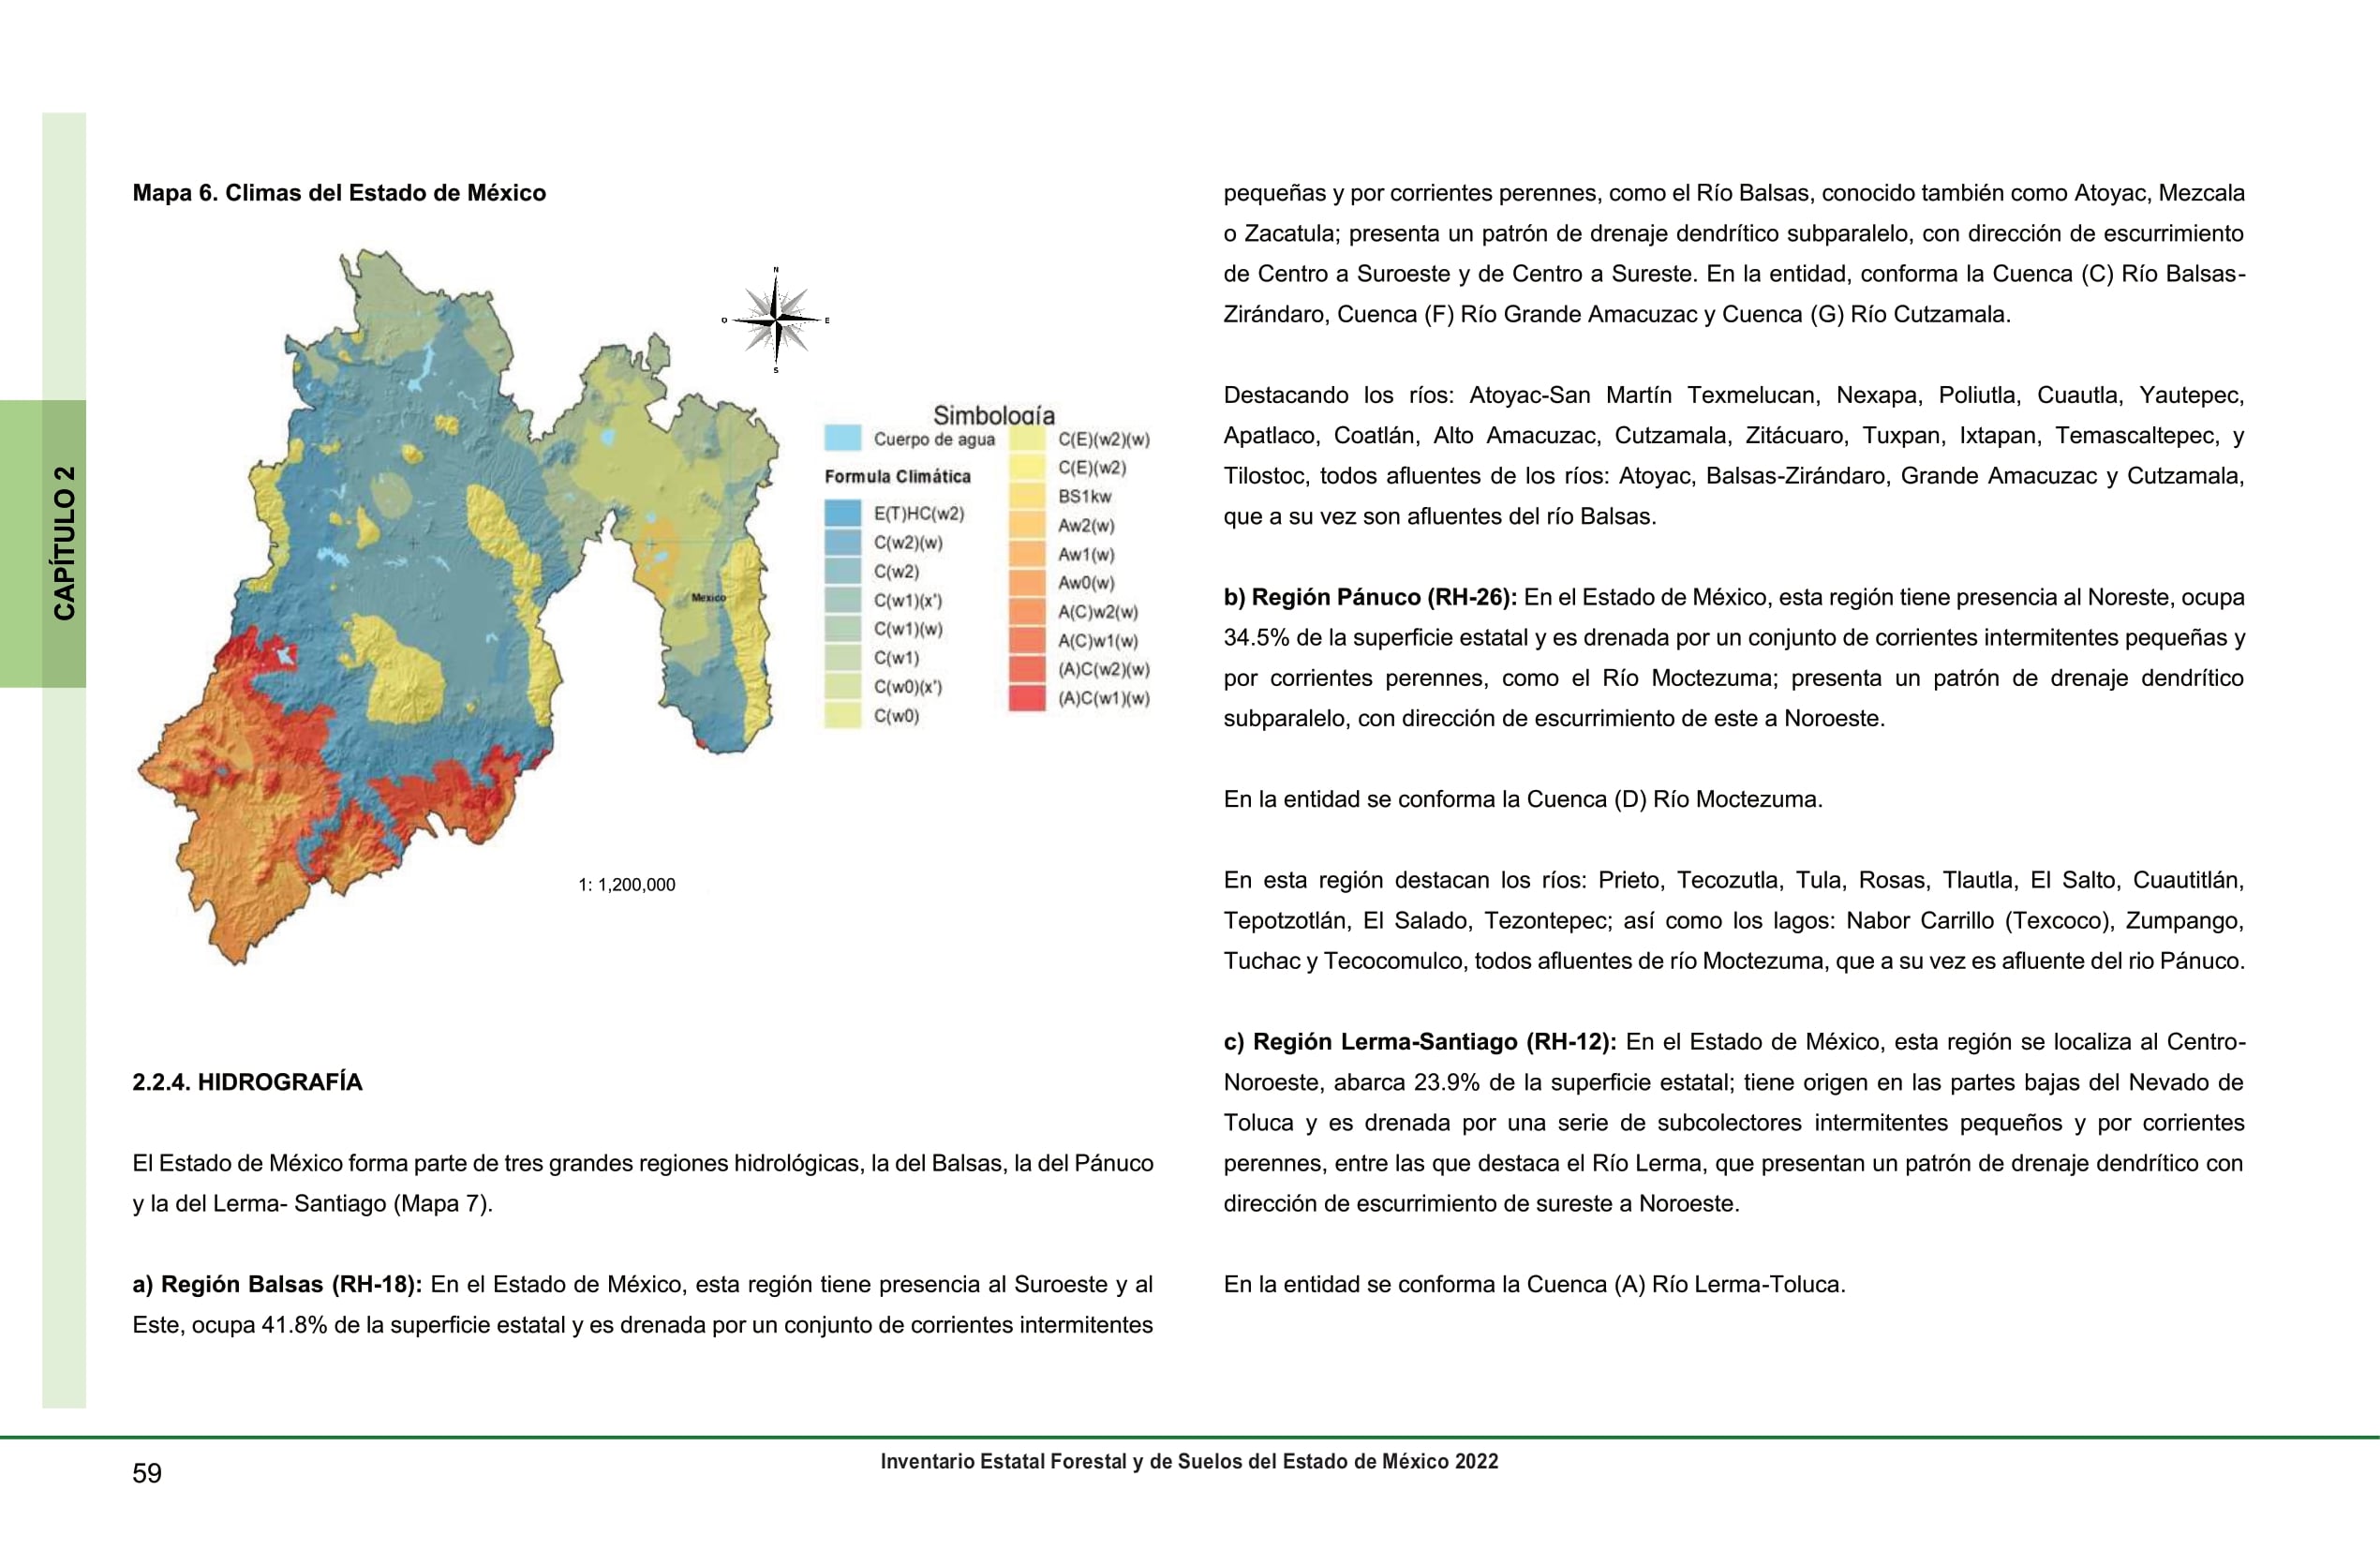 CAPÍTULO 2
Mapa 6. Climas del Estado de México
N
O
E
S
Mexico
Simbología
Cuerpo de agua
Formula Climática
E(T)HC(w2)
C(w2)(w)
C(w2)
C(w1)(x')
C(w1)(w)
C(w1)
C(w0)(x')
C(w0)
C(E)(w2)(w)
C(E)(w2)
BS1kw
Aw2(w)
Aw1(w)
Aw0(w)
A(C)w2(w)
A(C)w1(w)
(A)C(w2)(w)
(A)C(w1)(w)
1: 1,200,000
2.2.4. HIDROGRAFÍA
El Estado de México forma parte de tres grandes regiones hidrológicas, la del Balsas, la del Pánuco
y la del Lerma- Santiago (Mapa 7).
a) Región Balsas (RH-18): En el Estado de México, esta región tiene presencia al Suroeste y al
Este, ocupa 41.8% de la superficie estatal y es drenada por un conjunto de corrientes intermitentes
pequeñas y por corrientes perennes, como el Río Balsas, conocido también como Atoyac, Mezcala
o Zacatula; presenta un patrón de drenaje dendrítico subparalelo, con dirección de escurrimiento
de Centro a Suroeste y de Centro a Sureste. En la entidad, conforma la Cuenca (C) Río Balsas-
Zirándaro, Cuenca (F) Río Grande Amacuzac y Cuenca (G) Río Cutzamala.
Destacando los ríos: Atoyac-San Martín Texmelucan, Nexapa, Poliutla, Cuautla, Yautepec,
Apatlaco, Coatlán, Alto Amacuzac, Cutzamala, Zitácuaro, Tuxpan, Ixtapan, Temascaltepec, y
Tilostoc, todos afluentes de los ríos: Atoyac, Balsas-Zirándaro, Grande Amacuzac y Cutzamala,
que a su vez son afluentes del río Balsas.
b) Región Pánuco (RH-26): En el Estado de México, esta región tiene presencia al Noreste, ocupa
34.5% de la superficie estatal y es drenada por un conjunto de corrientes intermitentes pequeñas y
por corrientes perennes, como el Río Moctezuma; presenta un patrón de drenaje dendrítico
subparalelo, con dirección de escurrimiento de este a Noroeste.
En la entidad se conforma la Cuenca (D) Río Moctezuma.
En esta región destacan los ríos: Prieto, Tecozutla, Tula, Rosas, Tlautla, El Salto, Cuautitlán,
Tepotzotlán, El Salado, Tezontepec; así como los lagos: Nabor Carrillo (Texcoco), Zumpango,
Tuchac y Tecocomulco, todos afluentes de río Moctezuma, que a su vez es afluente del rio Pánuco.
c) Región Lerma-Santiago (RH-12): En el Estado de México, esta región se localiza al Centro-
Noroeste, abarca 23.9% de la superficie estatal; tiene origen en las partes bajas del Nevado de
Toluca y es drenada por una serie de subcolectores intermitentes pequeños y por corrientes
perennes, entre las que destaca el Río Lerma, que presentan un patrón de drenaje dendrítico con
dirección de escurrimiento de sureste a Noroeste.
En la entidad se conforma la Cuenca (A) Río Lerma-Toluca.
59
Inventario Estatal Forestal y de Suelos del Estado de México 2022